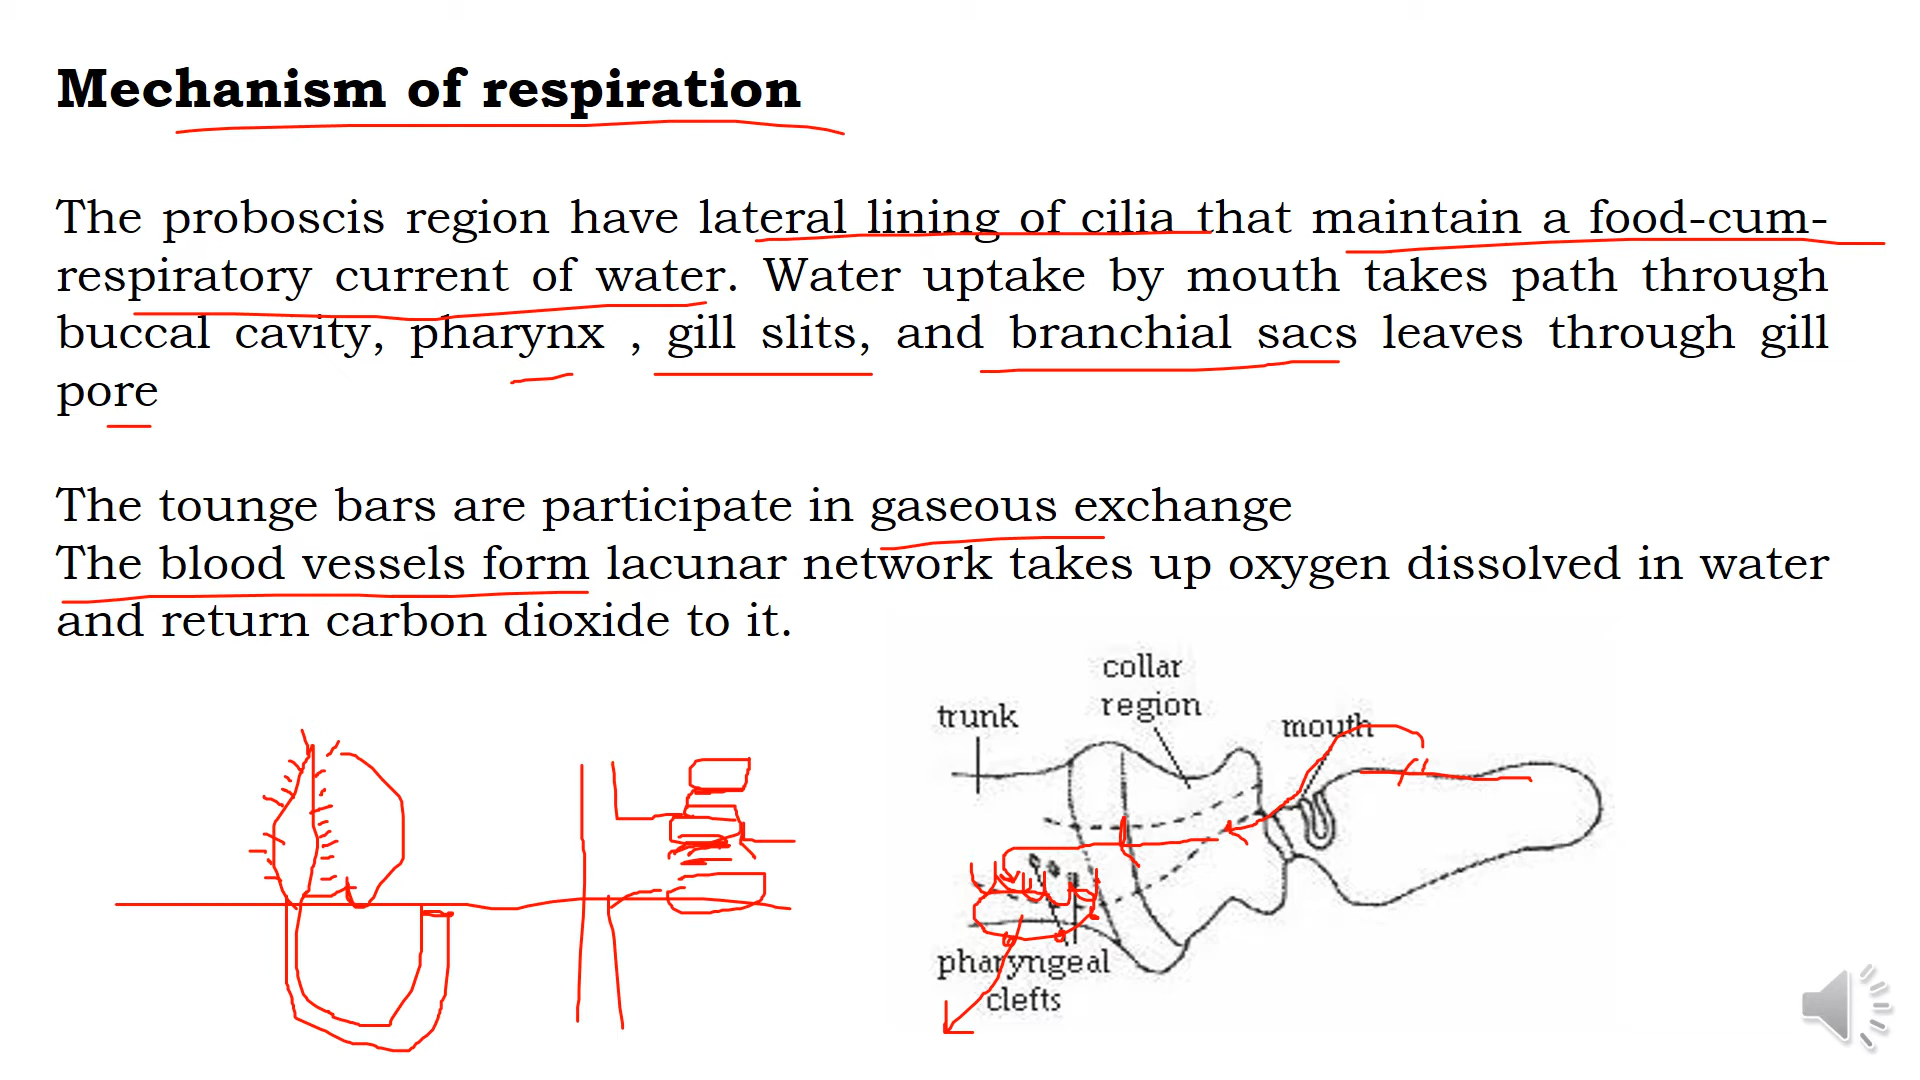 Mechanism of respiration
The proboscis region have lateral lining of cilia that maintain a food-cum-
respiratory current of water. Water uptake by mouth takes path through
buccal cavity, pharynx , gill slits, and branchial sacs leaves through gill
pore
The tounge bars are participate in gaseous exchange
The blood vessels form lacunar network takes up oxygen dissolved in water
and return carbon dioxide to it.
collar
region
trunk
mouth
pharyngeal
clefts